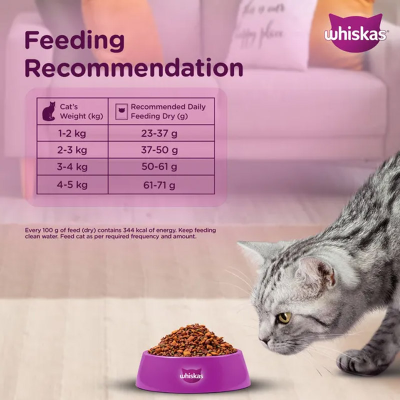 whiskas
Feeding
Recommendation
Cat's
Weight (kg)
Recommended Daily
Feeding Dry (g)
1-2 kg
23-37 g
2-3 kg
37-50 g
3-4 kg
50-61 g
4-5 kg
61-71 g
Every 100 g of feed (dry) contains 344 kcal of energy. Keep feeding
clean water. Feed cat as per required frequency and amount.
whiskas